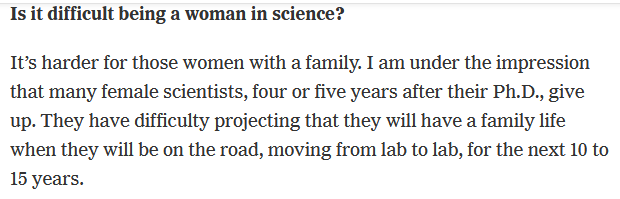 Is it difficult being a woman in science?
It’s harder for those women with a family. I am under the impression
that many female scientists, four or five years after their Ph.D., give
up. They have difficulty projecting that they will have a family life
when they will be on the road, moving from lab to lab, for the next 10 to
15 years.